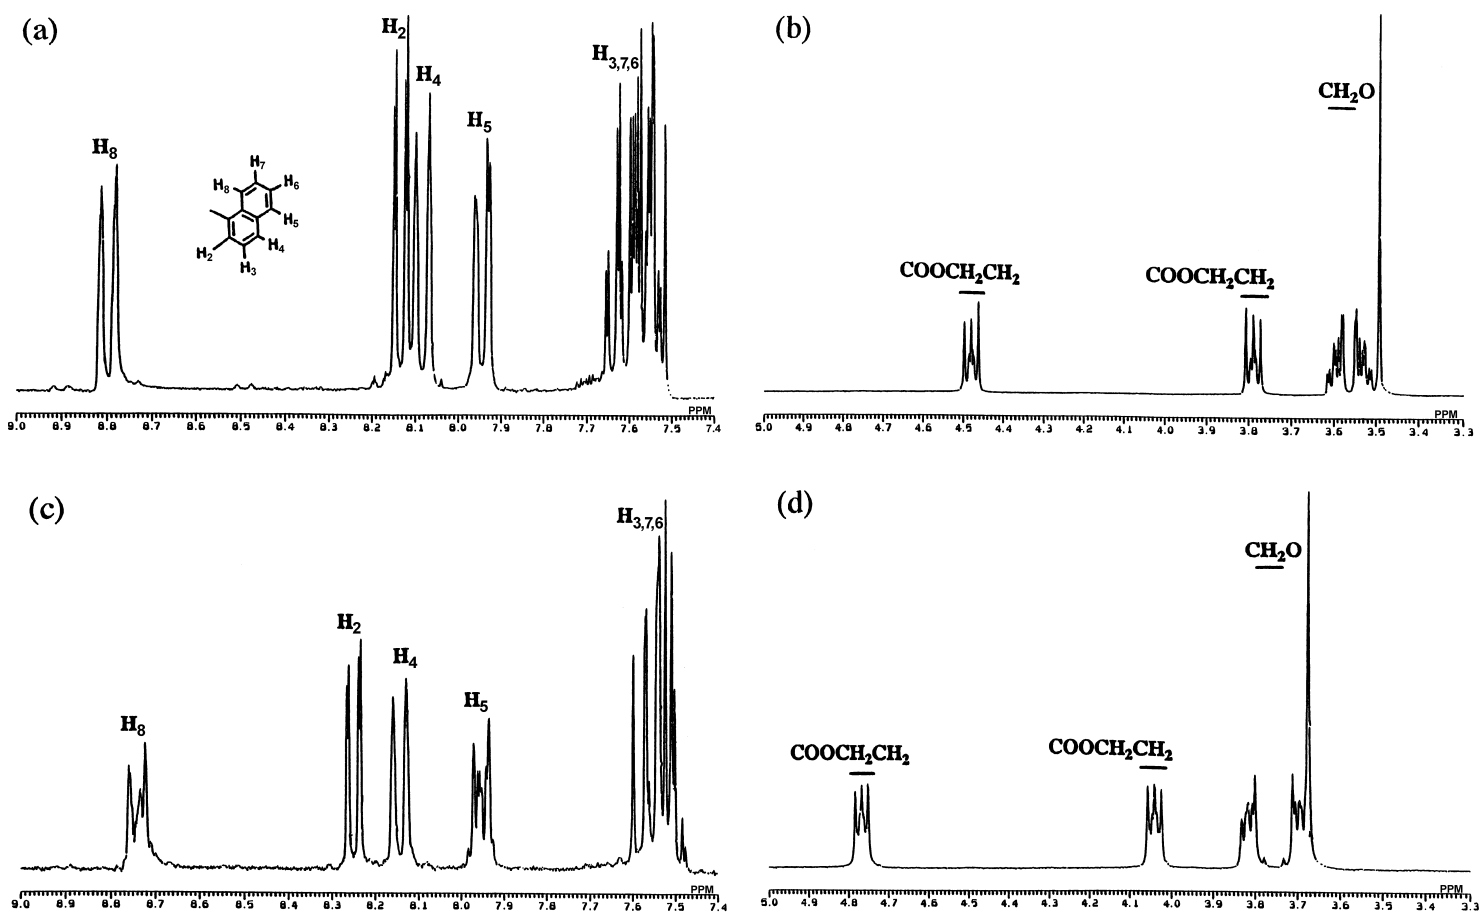 (a)
H8
H2
H4
H5
H3,7,6
H7
H8
H6
H5
H2
H4
H3
PPM
9.0 8.9 8.8 8.7 8.6 8.5 8.4 8.3 8.2 8.1 8.0 7.9 7.8 7.7 7.6 7.5 7.4
(b)
CH2O
COOCH2CH2
COOCH2CH2
PPM
5.0 4.9 4.8 4.7 4.6 4.5 4.4 4.3 4.2 4.1 4.0 3.9 3.8 3.7 3.6 3.5 3.4 3.3
(c)
H8
H2
H4
H5
H3,7,6
PPM
9.0 8.9 8.8 8.7 8.6 8.5 8.4 8.3 8.2 8.1 8.0 7.9 7.8 7.7 7.6 7.5 7.4
(d)
CH2O
COOCH2CH2
COOCH2CH2
PPM
5.0 4.9 4.8 4.7 4.6 4.5 4.4 4.3 4.2 4.1 4.0 3.9 3.8 3.7 3.6 3.5 3.4 3.3